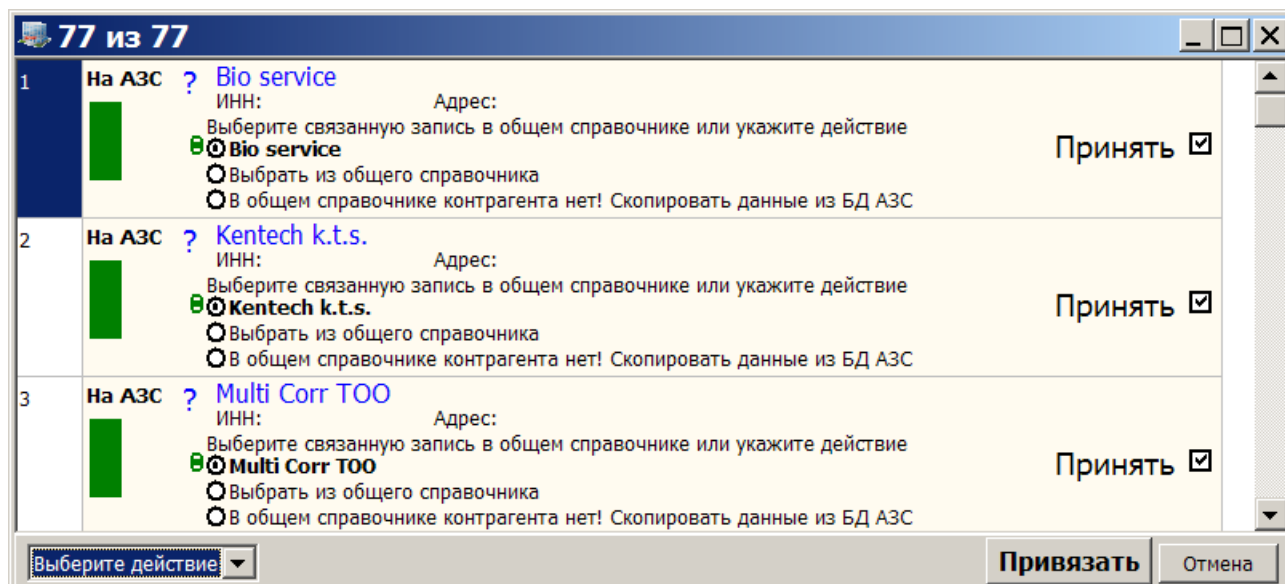 77 из 77
1 На АЗС ? Bio service
ИНН: Адрес:
Выберите связанную запись в общем справочнике или укажите действие
Bio service
Принять
Выбрать из общего справочника
В общем справочнике контрагента нет! Скопировать данные из БД АЗС
2 На АЗС ? Kentech k.t.s.
ИНН: Адрес:
Выберите связанную запись в общем справочнике или укажите действие
Kentech k.t.s.
Принять
Выбрать из общего справочника
В общем справочнике контрагента нет! Скопировать данные из БД АЗС
3 На АЗС ? Multi Corr ТОО
ИНН: Адрес:
Выберите связанную запись в общем справочнике или укажите действие
Multi Corr ТОО
Принять
Выбрать из общего справочника
В общем справочнике контрагента нет! Скопировать данные из БД АЗС
Выберите действие Привязать Отмена